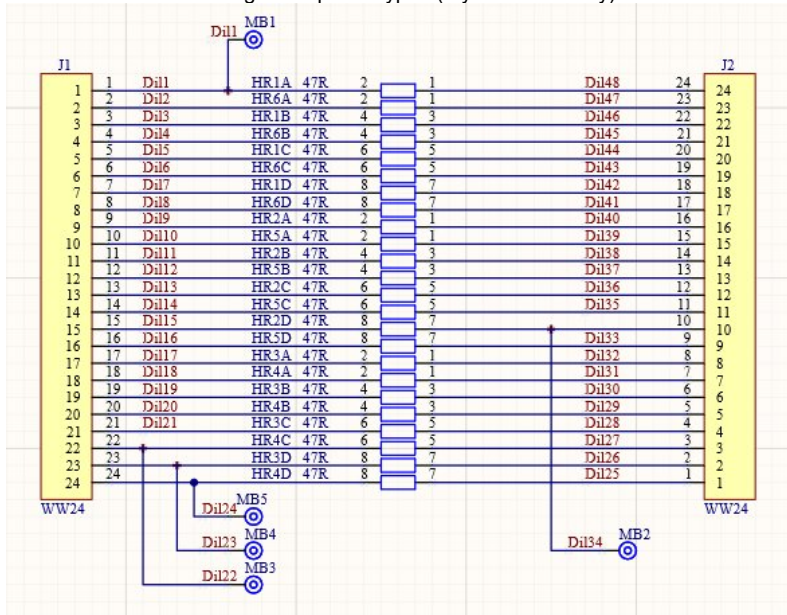 MB1
Dil1
J1 J2
1 1 Dil1 HR1A 47R 2 1 Dil48 24 24
2 2 Dil2 HR6A 47R 2 1 Dil47 23 23
3 3 Dil3 HR1B 47R 4 3 Dil46 22 22
4 4 Dil4 HR6B 47R 4 3 Dil45 21 21
5 5 Dil5 HR1C 47R 6 5 Dil44 20 20
6 6 Dil6 HR6C 47R 6 5 Dil43 19 19
7 7 Dil7 HR1D 47R 8 7 Dil42 18 18
8 8 Dil8 HR6D 47R 8 7 Dil41 17 17
9 9 Dil9 HR2A 47R 2 1 Dil40 16 16
10 10 Dil10 HR5A 47R 2 1 Dil39 15 15
11 11 Dil11 HR2B 47R 4 3 Dil38 14 14
12 12 Dil12 HR5B 47R 4 3 Dil37 13 13
13 13 Dil13 HR2C 47R 6 5 Dil36 12 12
14 14 Dil14 HR5C 47R 6 5 Dil35 11 11
15 15 Dil15 HR2D 47R 8 7 10 10
16 16 Dil16 HR5D 47R 8 7 Dil33 9 9
17 17 Dil17 HR3A 47R 2 1 Dil32 8 8
18 18 Dil18 HR4A 47R 2 1 Dil31 7 7
19 19 Dil19 HR3B 47R 4 3 Dil30 6 6
20 20 Dil20 HR4B 47R 4 3 Dil29 5 5
21 21 Dil21 HR3C 47R 6 5 Dil28 4 4
22 22 HR4C 47R 6 5 Dil27 3 3
23 23 HR3D 47R 8 7 Dil26 2 2
24 24 HR4D 47R 8 7 Dil25 1 1
WW24 WW24
MB5
Dil24
MB4
Dil23
MB2
Dil34
MB3
Dil22